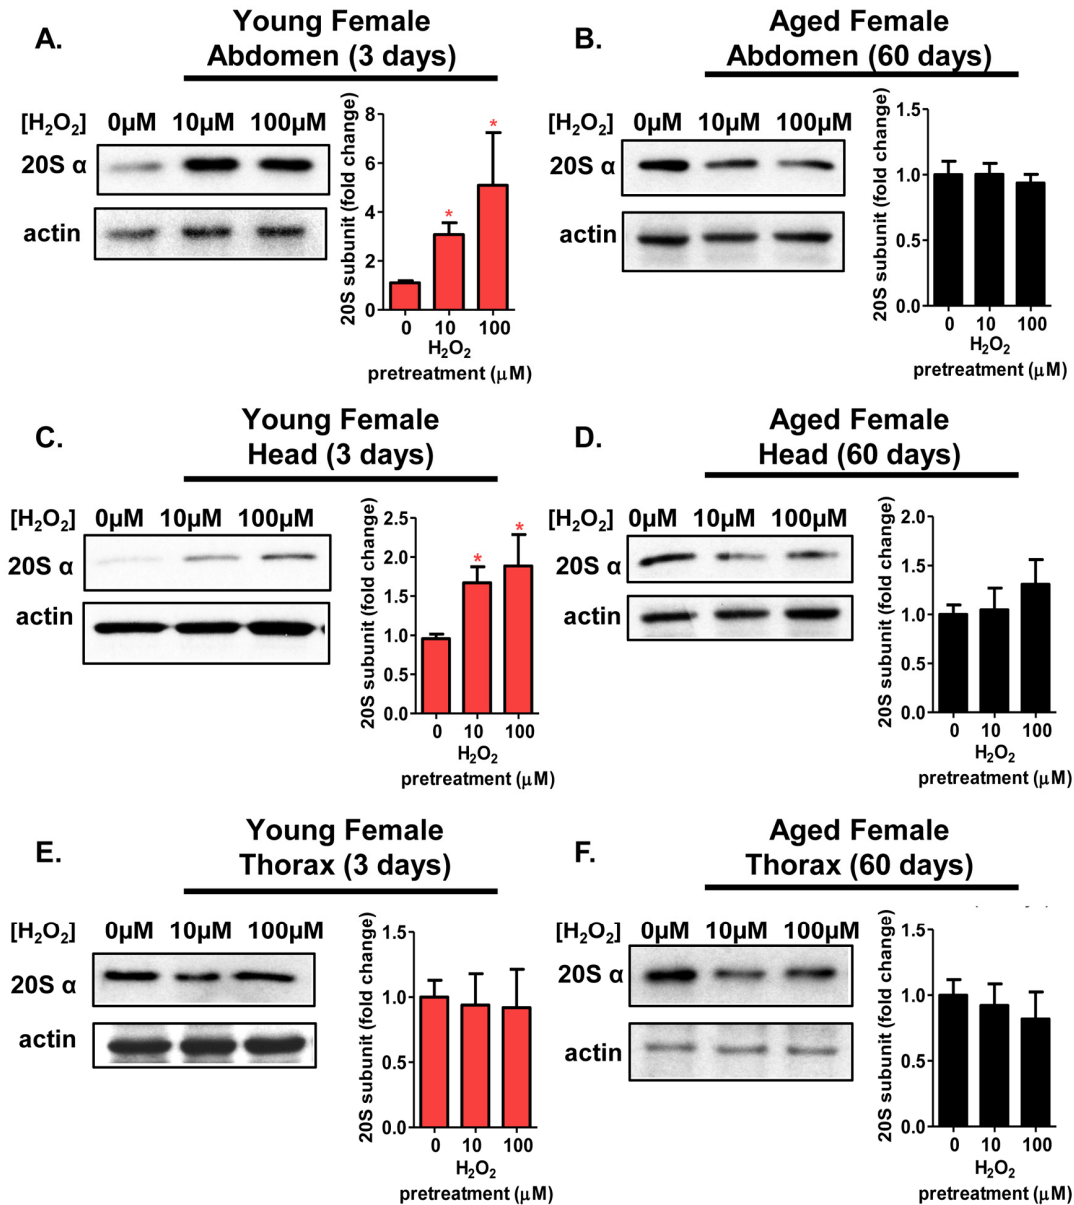 A.
Young Female
Abdomen (3 days)
[H₂O₂] 0µM 10µM 100µM
20S α
actin
20S subunit (fold change)
8
6
4
2
0
* *
0 10 100
H₂O₂
pretreatment (µM)
B.
Aged Female
Abdomen (60 days)
[H₂O₂] 0µM 10µM 100µM
20S α
actin
20S subunit (fold change)
1.5
1.0
0.5
0.0
0 10 100
H₂O₂
pretreatment (µM)
C.
Young Female
Head (3 days)
[H₂O₂] 0µM 10µM 100µM
20S α
actin
20S subunit (fold change)
2.5
2.0
1.5
1.0
0.5
0.0
* *
0 10 100
H₂O₂
pretreatment (µM)
D.
Aged Female
Head (60 days)
[H₂O₂] 0µM 10µM 100µM
20S α
actin
20S subunit (fold change)
2.0
1.5
1.0
0.5
0.0
0 10 100
H₂O₂
pretreatment (µM)
E.
Young Female
Thorax (3 days)
[H₂O₂] 0µM 10µM 100µM
20S α
actin
20S subunit (fold change)
1.5
1.0
0.5
0.0
0 10 100
H₂O₂
pretreatment (µM)
F.
Aged Female
Thorax (60 days)
[H₂O₂] 0µM 10µM 100µM
20S α
actin
20S subunit (fold change)
1.5
1.0
0.5
0.0
0 10 100
H₂O₂
pretreatment (µM)